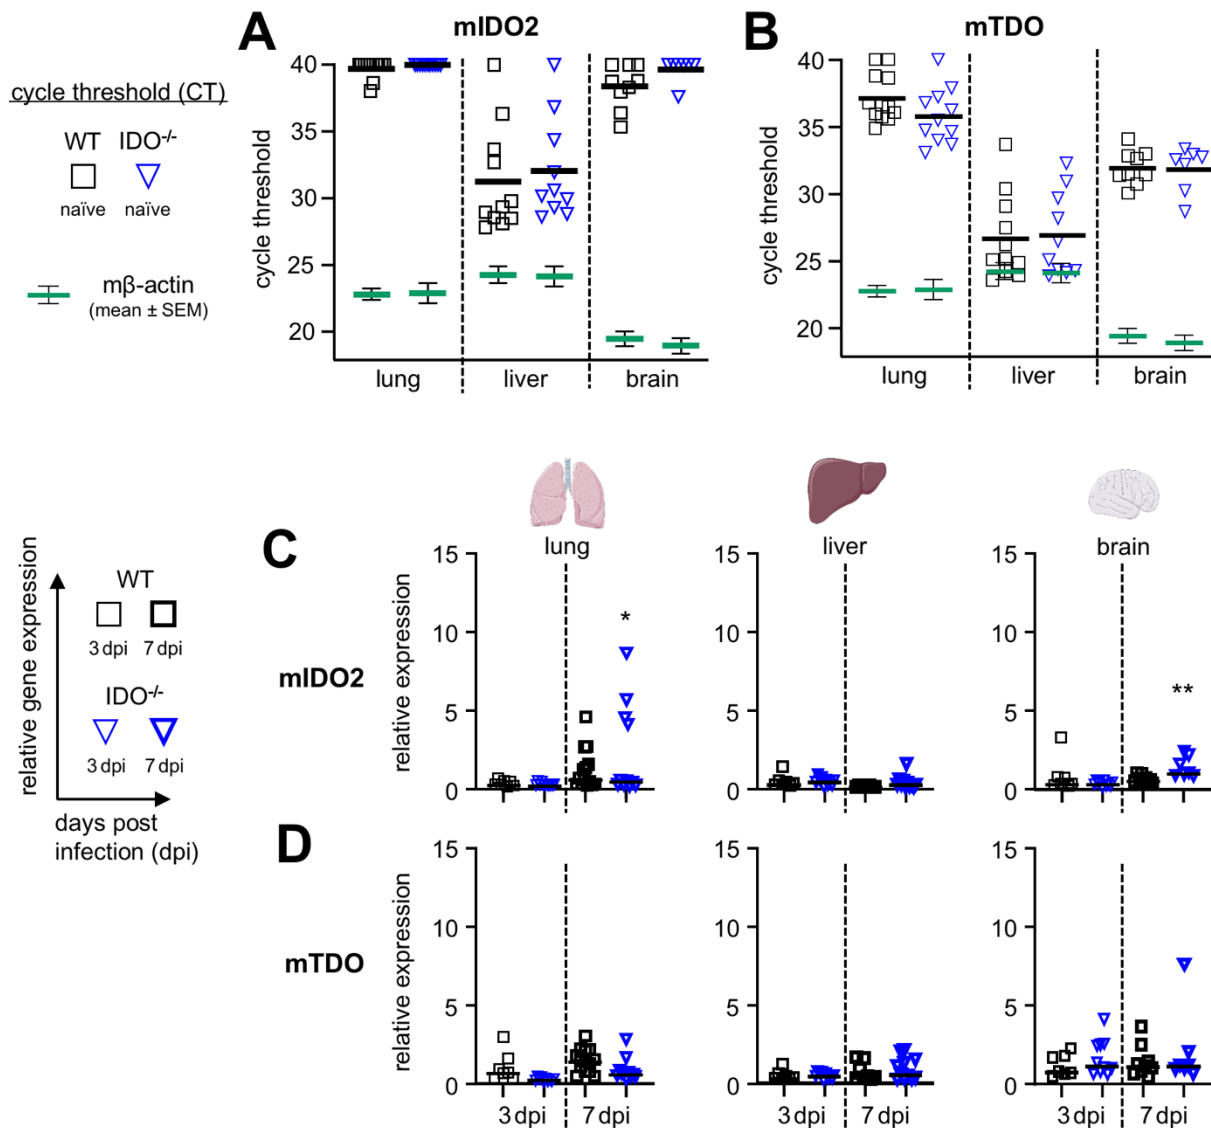 A
mIDO2
B
mTDO
cycle threshold (CT)
WT IDO-/-
naïve naïve
mβ-actin
(mean ± SEM)
cycle threshold
40
35
30
25
20
lung liver brain
cycle threshold
40
35
30
25
20
lung liver brain
relative gene expression
WT
3 dpi 7 dpi
IDO-/-
3 dpi 7 dpi
days post
infection (dpi)
C
lung liver brain
mIDO2
relative expression
15
10
5
0
*
15
10
5
0
15
10
5
0
**
D
mTDO
relative expression
15
10
5
0
3 dpi 7 dpi
15
10
5
0
3 dpi 7 dpi
15
10
5
0
3 dpi 7 dpi